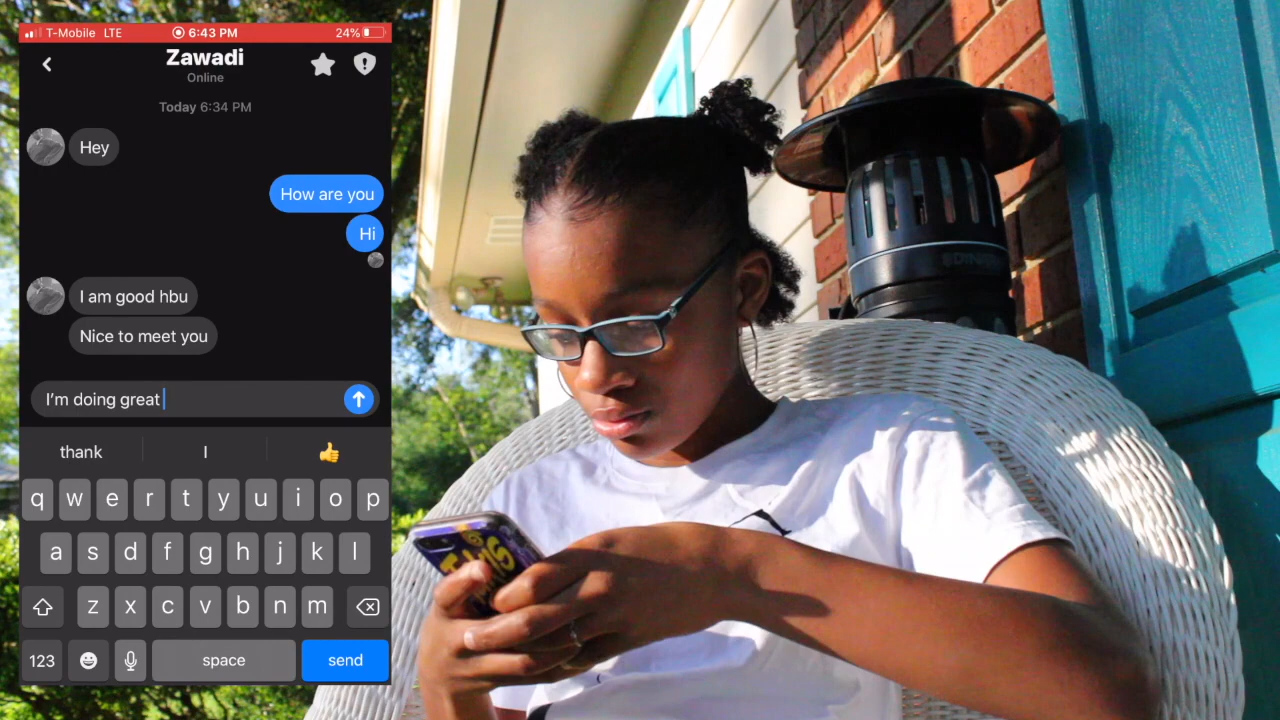 T-Mobile LTE 6:43 PM 24%
Zawadi
Online
Today 6:34 PM
Hey
How are you
Hi
I am good hbu
Nice to meet you
I'm doing great
thank I 👍
q w e r t y u i o p
a s d f g h j k l
z x c v b n m
123 space send